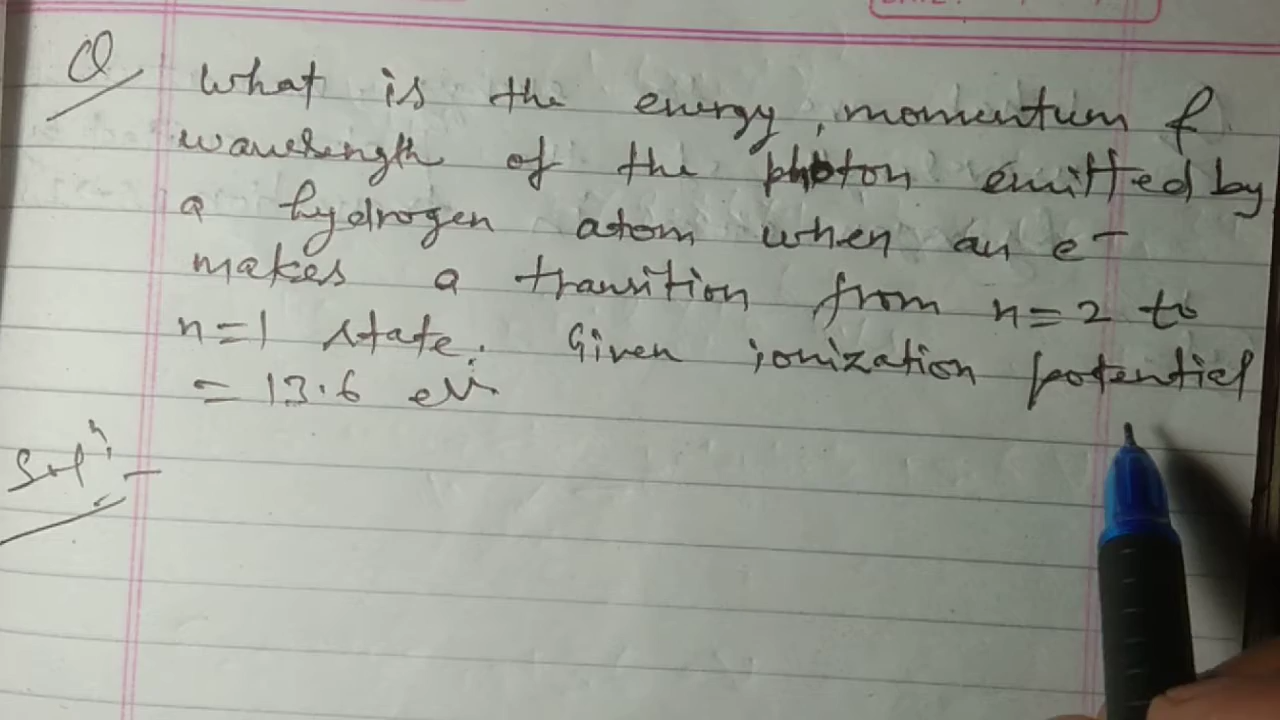 Q What is the energy, momentum &
wavelength of the photon emitted by
a hydrogen atom when an e⁻
makes a transition from n=2 to
n=1 state. Given ionization potential
= 13.6 eV.
Solⁿ:-